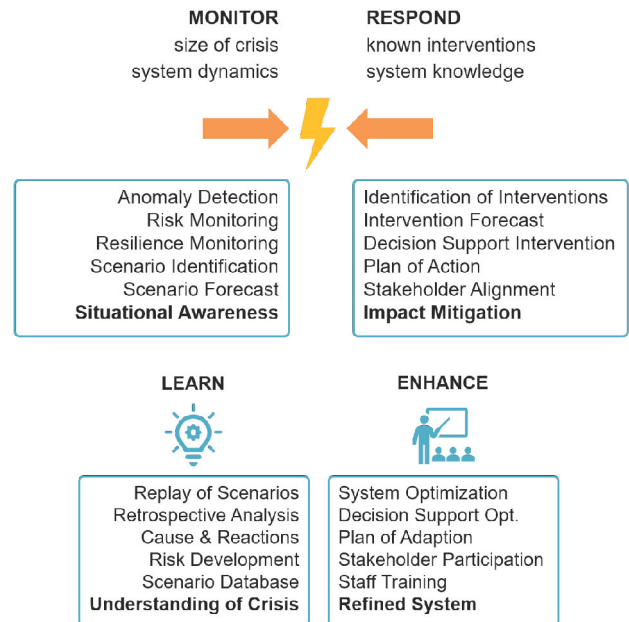 MONITOR
size of crisis
system dynamics
RESPOND
known interventions
system knowledge
Anomaly Detection
Risk Monitoring
Resilience Monitoring
Scenario Identification
Scenario Forecast
Situational Awareness
Identification of Interventions
Intervention Forecast
Decision Support Intervention
Plan of Action
Stakeholder Alignment
Impact Mitigation
LEARN
Replay of Scenarios
Retrospective Analysis
Cause & Reactions
Risk Development
Scenario Database
Understanding of Crisis
ENHANCE
System Optimization
Decision Support Opt.
Plan of Adaption
Stakeholder Participation
Staff Training
Refined System